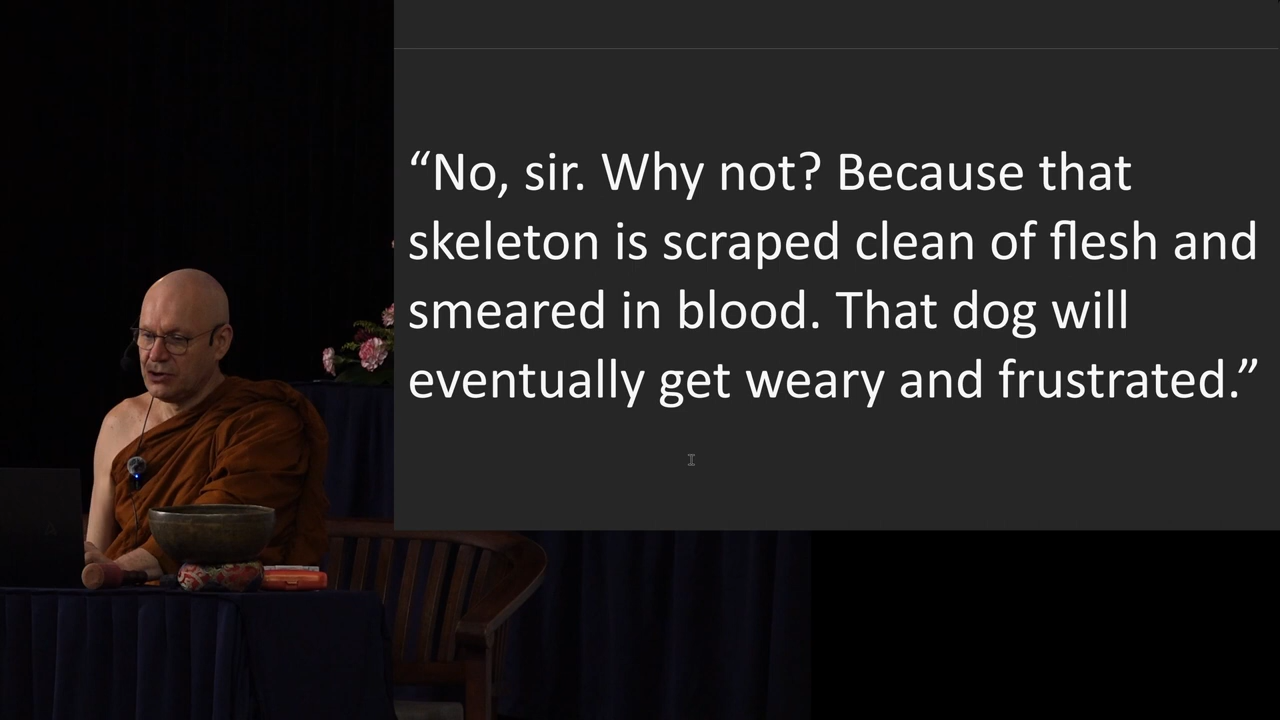 “No, sir. Why not? Because that
skeleton is scraped clean of flesh and
smeared in blood. That dog will
eventually get weary and frustrated.”